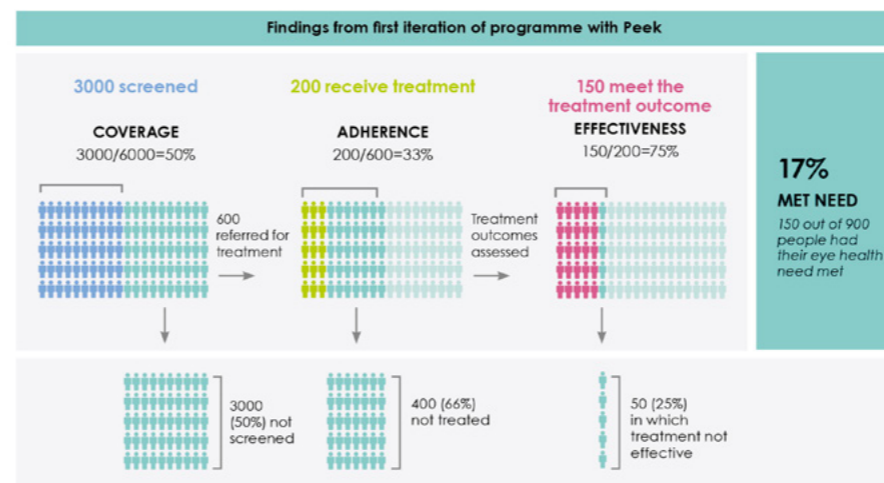 Findings from first iteration of programme with Peek
3000 screened
COVERAGE
3000/6000=50%
600
referred for
treatment
200 receive treatment
ADHERENCE
200/600=33%
Treatment
outcomes
assessed
150 meet the
treatment outcome
EFFECTIVENESS
150/200=75%
17%
MET NEED
150 out of 900
people had
their eye health
need met
3000
(50%) not
screened
400 (66%)
not treated
50 (25%)
in which
treatment not
effective